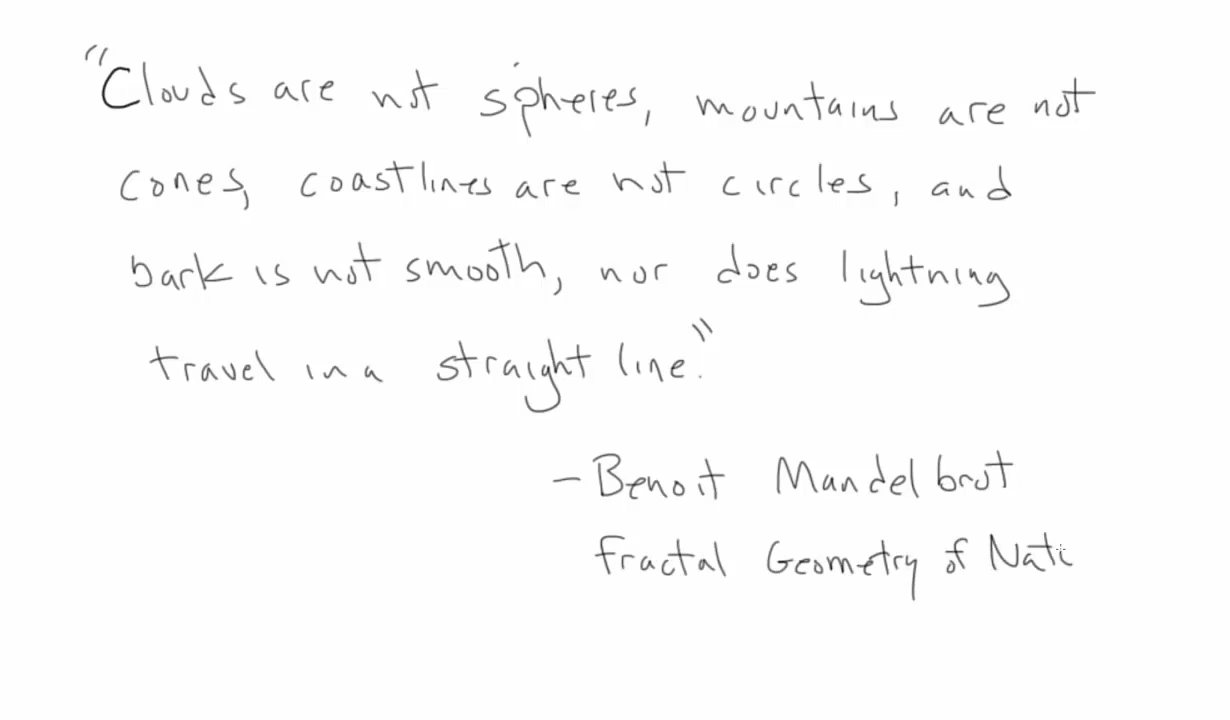 "Clouds are not spheres, mountains are not
cones, coastlines are not circles, and
bark is not smooth, nor does lightning
travel in a straight line."
- Benoit Mandelbrot
Fractal Geometry of Natu